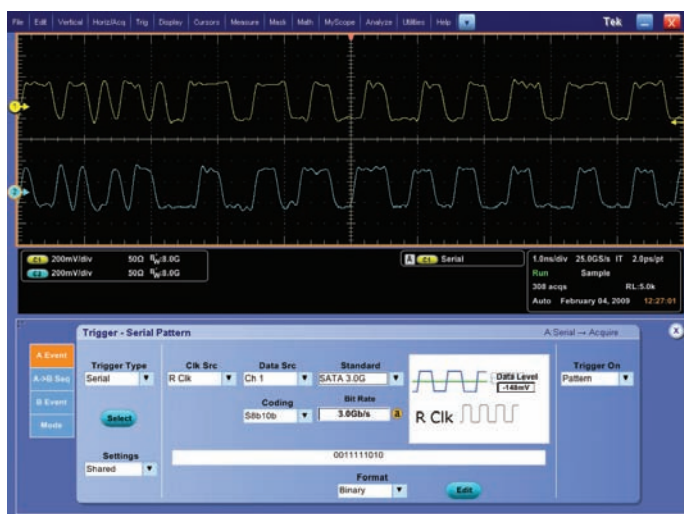 File Edit Vertical Horiz/Acq Trig Display Cursors Measure Mask Math MyScope Analyze Utilities Help Tek
1
2
C1 200mV/div 50Ω BW:8.0G
C2 200mV/div 50Ω BW:8.0G
A C1 Serial
1.0ns/div 25.0GS/s IT 2.0ps/pt
Run Sample
308 acqs RL:5.0k
Auto February 04, 2009 12:27:01
Trigger - Serial Pattern A:Serial → Acquire
A Event
A->B Seq
B Event
Mode
Trigger Type Clk Src Data Src Standard Trigger On
Serial R Clk Ch 1 SATA 3.0G Data Level Pattern
-148mV
Coding Bit Rate
Select S8b10b 3.0Gb/s a R Clk
Settings 0011111010
Shared
Format
Binary Edit